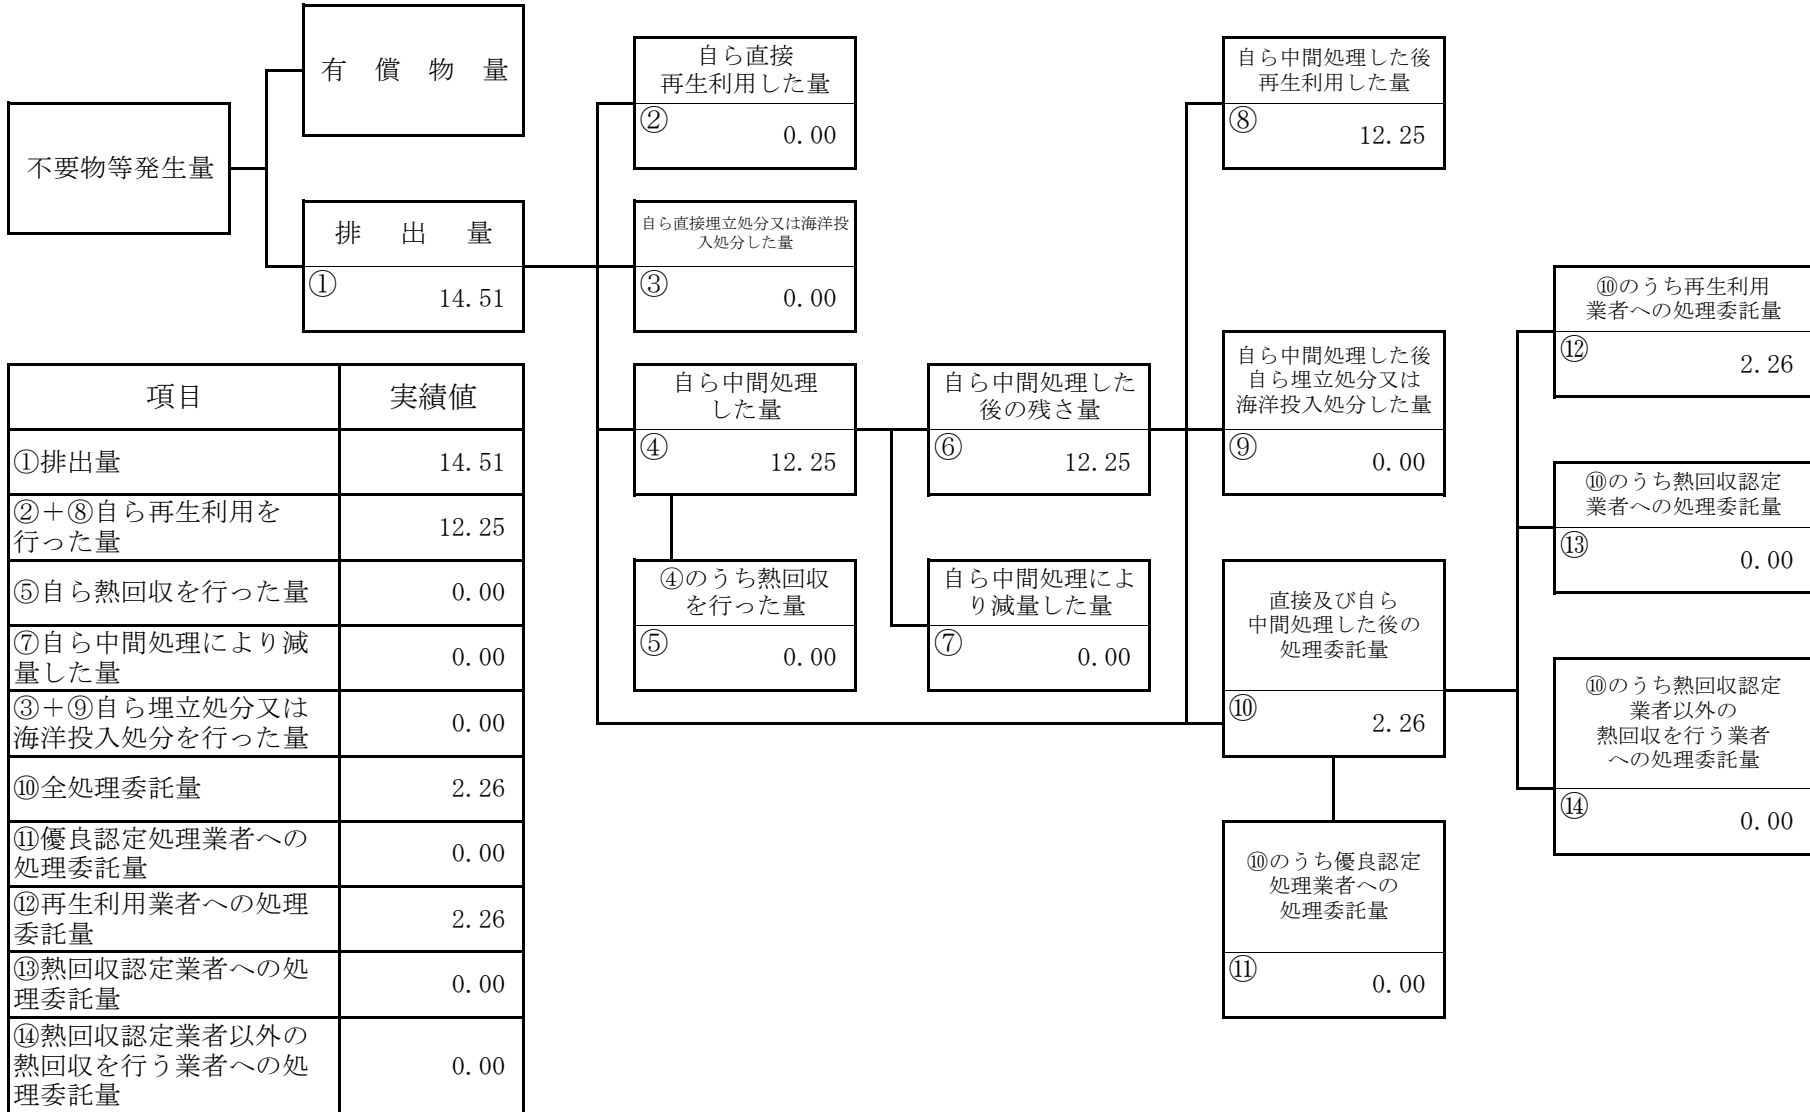 有 償 物 量
不要物等発生量
排 出 量
①
14.51
自ら直接
再生利用した量
②
0.00
自ら直接埋立処分又は海洋投
入処分した量
③
0.00
自ら中間処理
した量
④
12.25
④のうち熱回収
を行った量
⑤
0.00
自ら中間処理した
後の残さ量
⑥
12.25
自ら中間処理によ
り減量した量
⑦
0.00
自ら中間処理した後
再生利用した量
⑧
12.25
自ら中間処理した後
自ら埋立処分又は
海洋投入処分した量
⑨
0.00
直接及び自ら
中間処理した後の
処理委託量
⑩
2.26
⑩のうち優良認定
処理業者への
処理委託量
⑪
0.00
⑩のうち再生利用
業者への処理委託量
⑫
2.26
⑩のうち熱回収認定
業者への処理委託量
⑬
0.00
⑩のうち熱回収認定
業者以外の
熱回収を行う業者
への処理委託量
⑭
0.00
項目 実績値
①排出量 14.51
②+⑧自ら再生利用を
行った量 12.25
⑤自ら熱回収を行った量 0.00
⑦自ら中間処理により減
量した量 0.00
③+⑨自ら埋立処分又は
海洋投入処分を行った量 0.00
⑩全処理委託量 2.26
⑪優良認定処理業者への
処理委託量 0.00
⑫再生利用業者への処理
委託量 2.26
⑬熱回収認定業者への処
理委託量 0.00
⑭熱回収認定業者以外の
熱回収を行う業者への処 0.00
理委託量